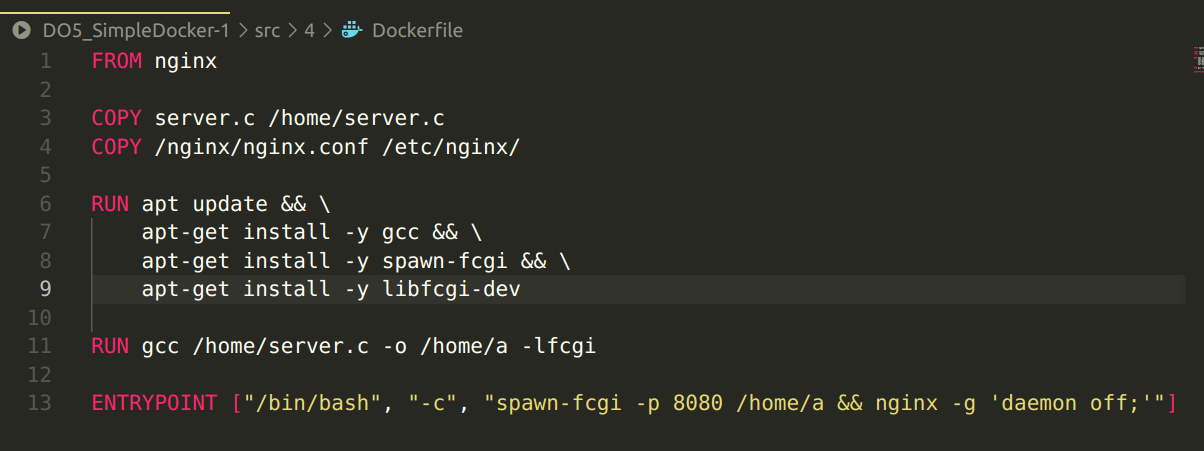 DO5_SimpleDocker-1 > src > 4 > Dockerfile
1 FROM nginx
2
3 COPY server.c /home/server.c
4 COPY /nginx/nginx.conf /etc/nginx/
5
6 RUN apt update && \
7     apt-get install -y gcc && \
8     apt-get install -y spawn-fcgi && \
9     apt-get install -y libfcgi-dev
10
11 RUN gcc /home/server.c -o /home/a -lfcgi
12
13 ENTRYPOINT ["/bin/bash", "-c", "spawn-fcgi -p 8080 /home/a && nginx -g 'daemon off;'"]